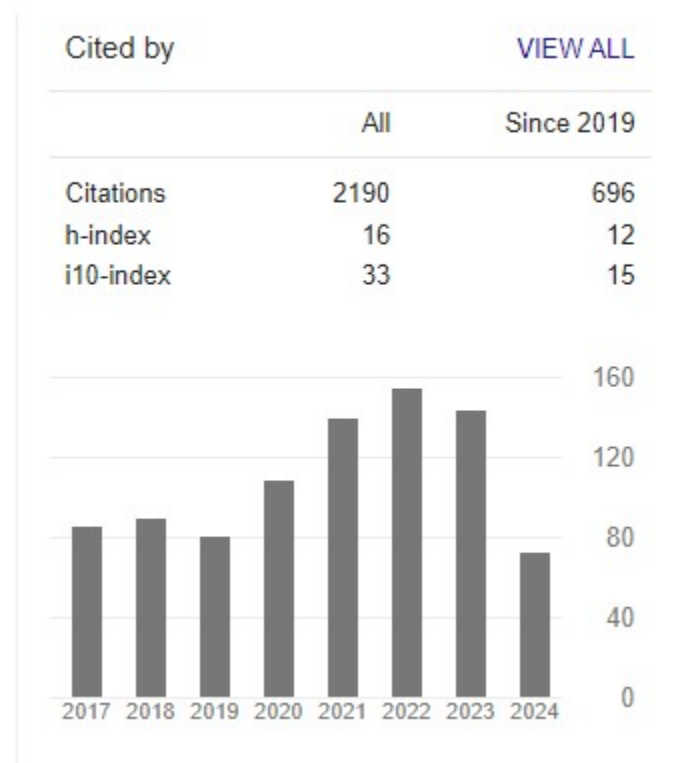 Cited by VIEW ALL
All Since 2019
Citations 2190 696
h-index 16 12
i10-index 33 15
160
120
80
40
0
2017 2018 2019 2020 2021 2022 2023 2024